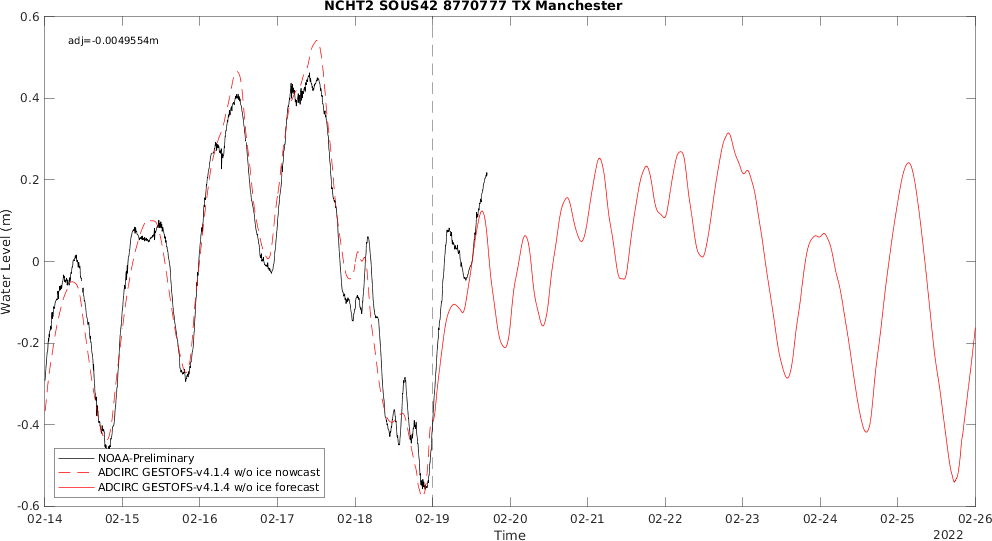 NCHT2 SOUS42 8770777 TX Manchester
adj=-0.0049554m
0.6
0.4
0.2
0
-0.2
-0.4
-0.6
Water Level (m)
NOAA-Preliminary
ADCIRC GESTOFS-v4.1.4 w/o ice nowcast
ADCIRC GESTOFS-v4.1.4 w/o ice forecast
02-14 02-15 02-16 02-17 02-18 02-19 02-20 02-21 02-22 02-23 02-24 02-25 02-26
Time
2022